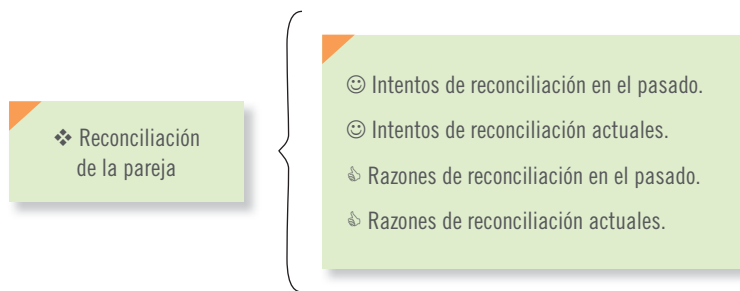 ❖ Reconciliación
de la pareja
☺ Intentos de reconciliación en el pasado.
☺ Intentos de reconciliación actuales.
👍 Razones de reconciliación en el pasado.
👍 Razones de reconciliación actuales.